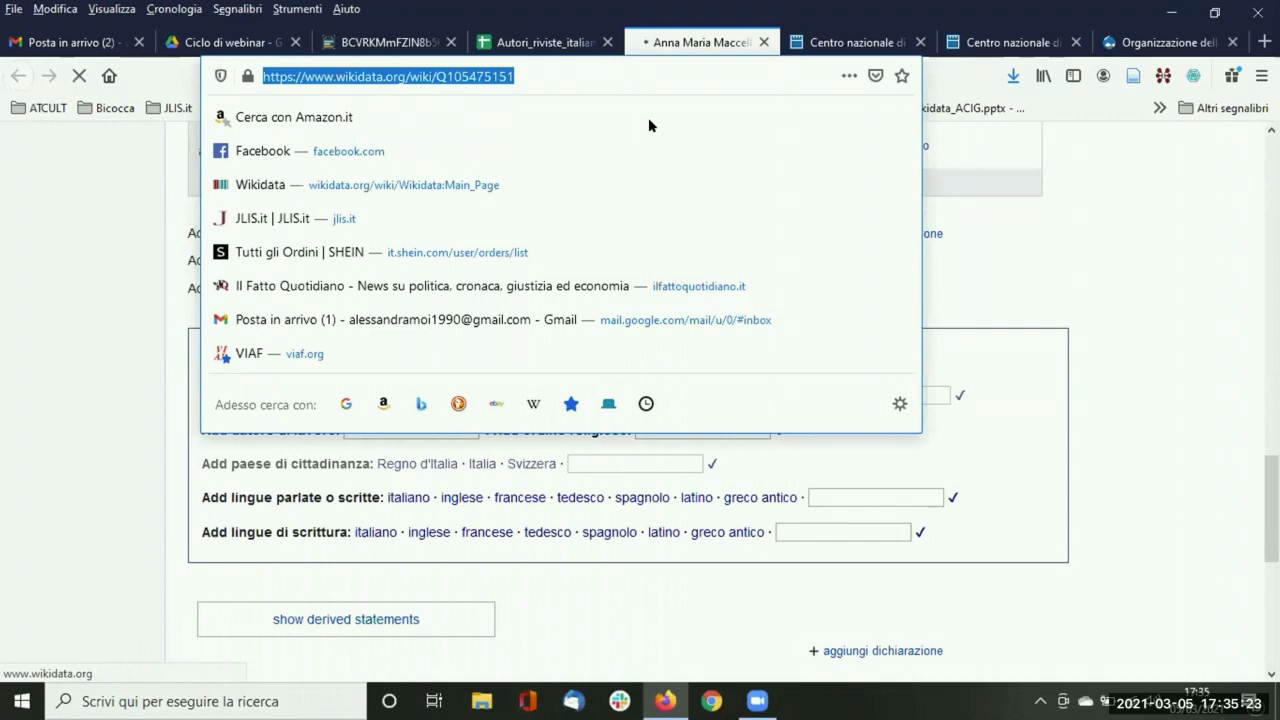 File Modifica Visualizza Cronologia Segnalibri Strumenti Aiuto
Posta in arrivo (2) - Ciclo di webinar - G BCVRKMmFZIN8b5 Autori_riviste_italian * Anna Maria Maccell Centro nazionale di Centro nazionale di Organizzazione dell
https://www.wikidata.org/wiki/Q105475151
ATCULT Bicocca JLIS.it kidata_ACIG.pptx - ... Altri segnalibri
Cerca con Amazon.it
Facebook — facebook.com
Wikidata — wikidata.org/wiki/Wikidata:Main_Page
JLIS.it | JLIS.it — jlis.it
Tutti gli Ordini | SHEIN — it.shein.com/user/orders/list
Il Fatto Quotidiano - News su politica, cronaca, giustizia ed economia — ilfattoquotidiano.it
Posta in arrivo (1) - alessandramoi1990@gmail.com - Gmail — mail.google.com/mail/u/0/#inbox
VIAF — viaf.org
Adesso cerca con:
Add paese di cittadinanza: Regno d'Italia · Italia · Svizzera ·
Add lingue parlate o scritte: italiano · inglese · francese · tedesco · spagnolo · latino · greco antico ·
Add lingue di scrittura: italiano · inglese · francese · tedesco · spagnolo · latino · greco antico ·
show derived statements
+ aggiungi dichiarazione
www.wikidata.org
Scrivi qui per eseguire la ricerca
17:35
2021-03-05 17:35:23